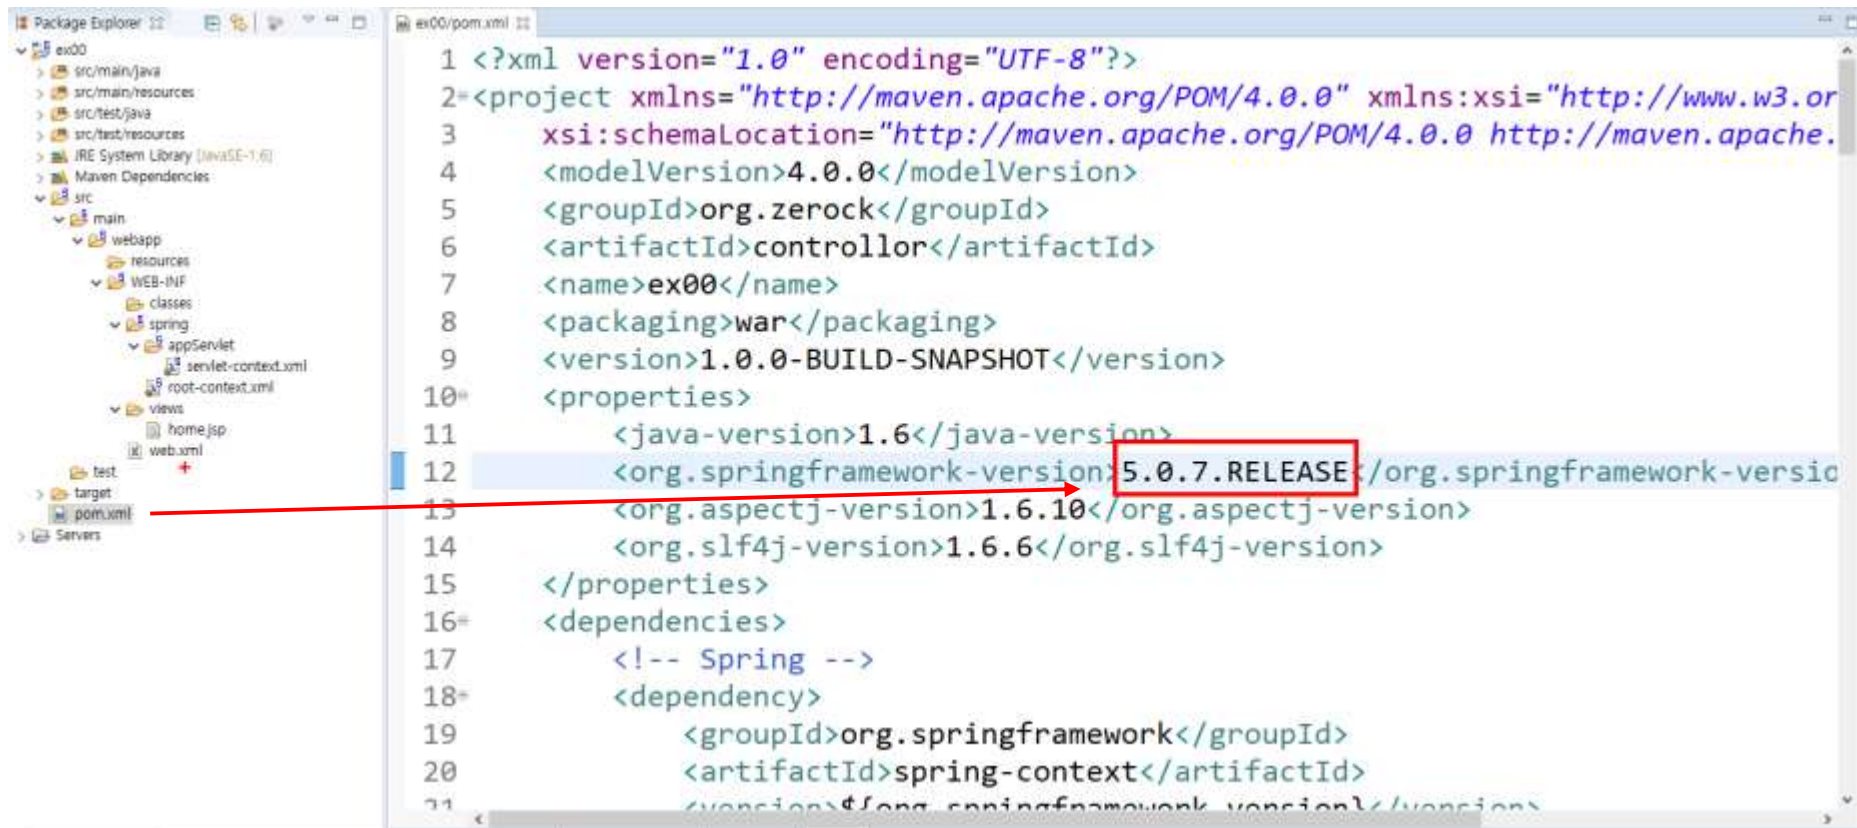 Package Explorer
ex00
src/main/java
src/main/resources
src/test/java
src/test/resources
JRE System Library [JavaSE-1.6]
Maven Dependencies
src
main
webapp
resources
WEB-INF
classes
spring
appServlet
servlet-context.xml
root-context.xml
views
home.jsp
web.xml
test
target
pom.xml
Servers
ex00/pom.xml
1 <?xml version="1.0" encoding="UTF-8"?>
2 <project xmlns="http://maven.apache.org/POM/4.0.0" xmlns:xsi="http://www.w3.or
3 xsi:schemaLocation="http://maven.apache.org/POM/4.0.0 http://maven.apache.
4 <modelVersion>4.0.0</modelVersion>
5 <groupId>org.zerock</groupId>
6 <artifactId>controllor</artifactId>
7 <name>ex00</name>
8 <packaging>war</packaging>
9 <version>1.0.0-BUILD-SNAPSHOT</version>
10 <properties>
11 <java-version>1.6</java-version>
12 <org.springframework-version>5.0.7.RELEASE</org.springframework-versio
13 <org.aspectj-version>1.6.10</org.aspectj-version>
14 <org.slf4j-version>1.6.6</org.slf4j-version>
15 </properties>
16 <dependencies>
17 <!-- Spring -->
18 <dependency>
19 <groupId>org.springframework</groupId>
20 <artifactId>spring-context</artifactId>
21 <version>${org.springframework-version}</version>